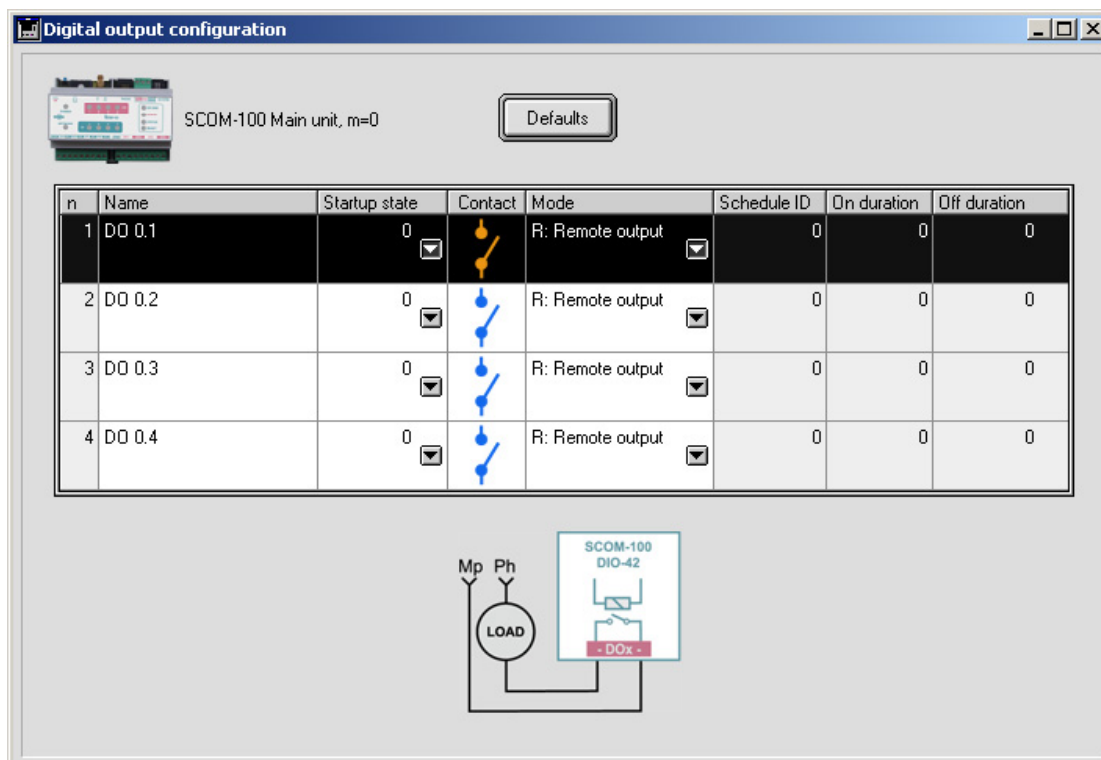 Digital output configuration
SCOM-100 Main unit, m=0
Defaults
n Name Startup state Contact Mode Schedule ID On duration Off duration
1 DO 0.1 0 R: Remote output 0 0 0
2 DO 0.2 0 R: Remote output 0 0 0
3 DO 0.3 0 R: Remote output 0 0 0
4 DO 0.4 0 R: Remote output 0 0 0
SCOM-100
DIO-42
Mp Ph
LOAD
- DOx -